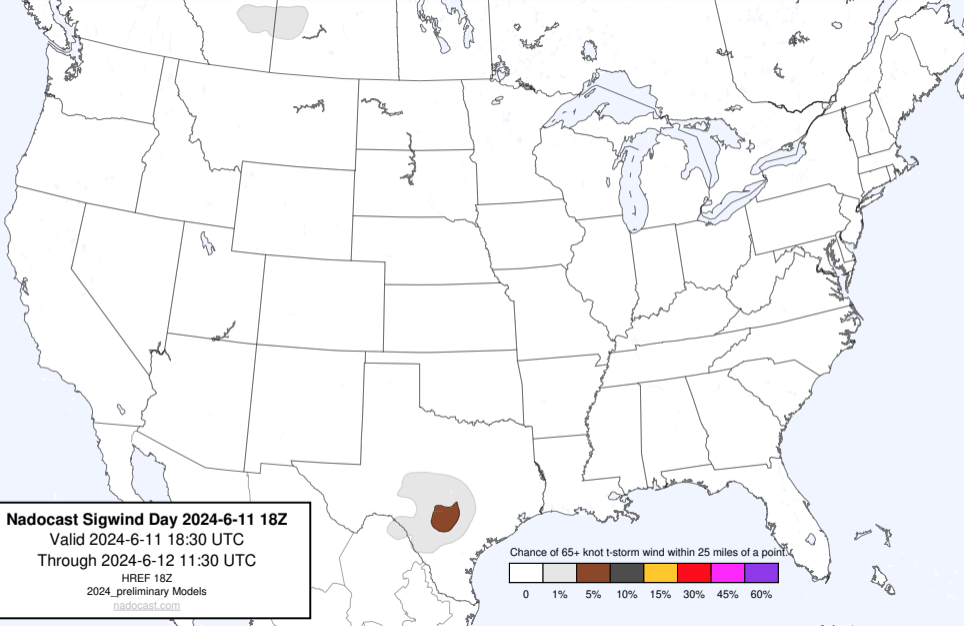 Nadocast Sigwind Day 2024-6-11 18Z
Valid 2024-6-11 18:30 UTC
Through 2024-6-12 11:30 UTC
HREF 18Z
2024_preliminary Models
nadocast.com
Chance of 65+ knot t-storm wind within 25 miles of a point.
0 1% 5% 10% 15% 30% 45% 60%